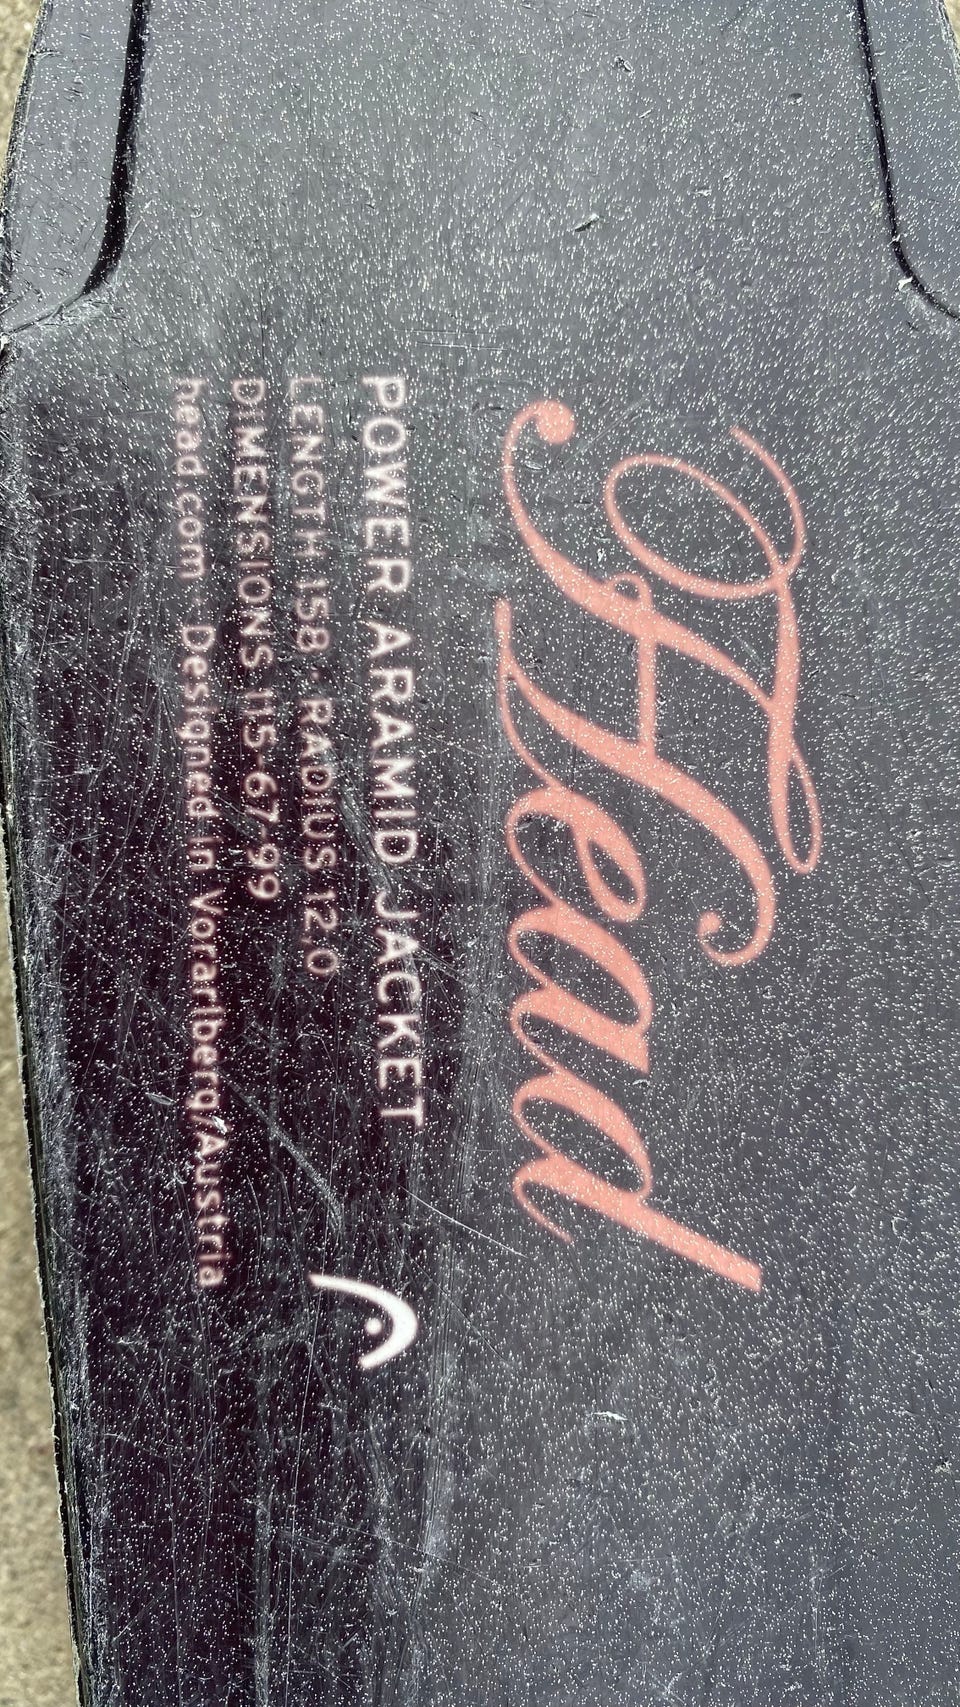 Head
POWER ARAMID JACKET
LENGTH 158 · RADIUS 12,0
DIMENSIONS 115-67-99
head.com · Designed in Vorarlberg/Austria